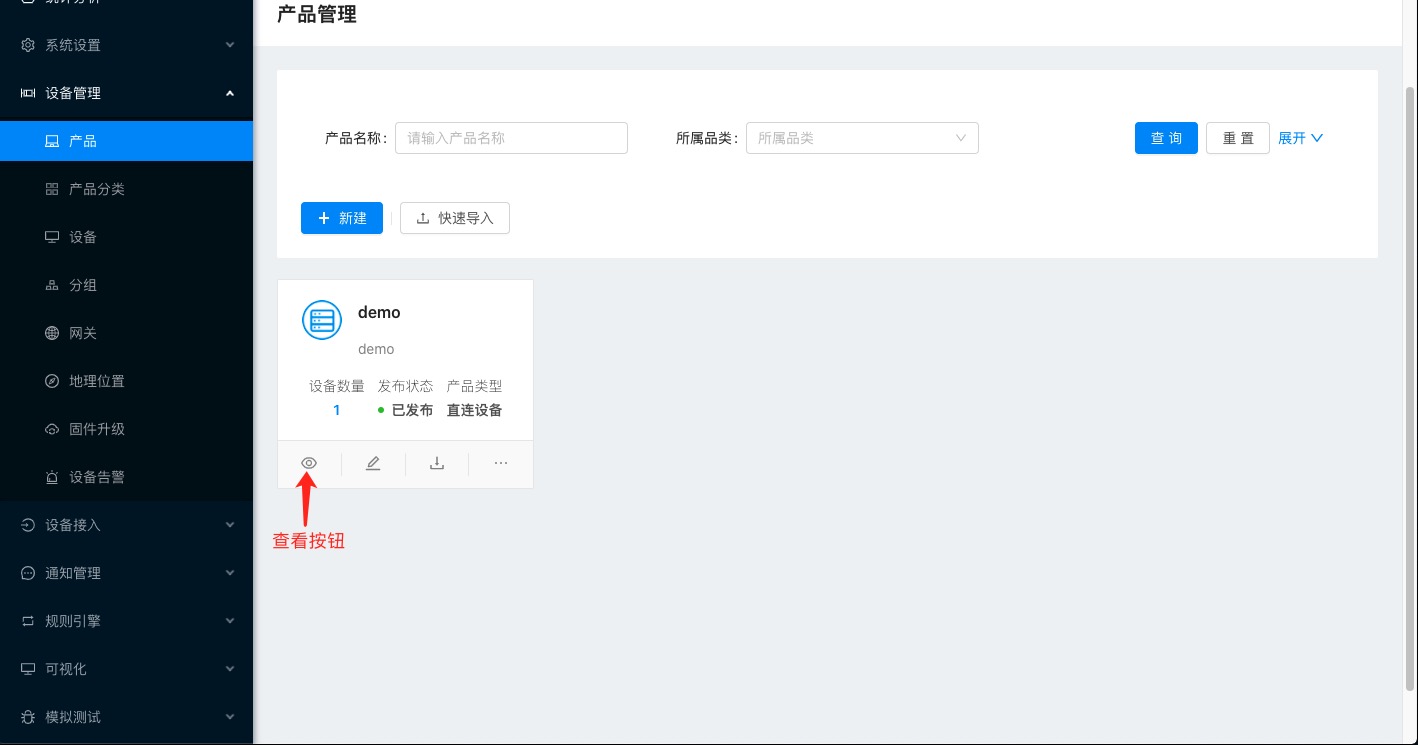 系统设置
设备管理
产品
产品分类
设备
分组
网关
地理位置
固件升级
设备告警
设备接入
通知管理
规则引擎
可视化
模拟测试
产品管理
产品名称: 请输入产品名称 所属品类: 所属品类 查 询 重 置 展开
新建 快速导入
demo
demo
设备数量 发布状态 产品类型
1 已发布 直连设备
查看按钮